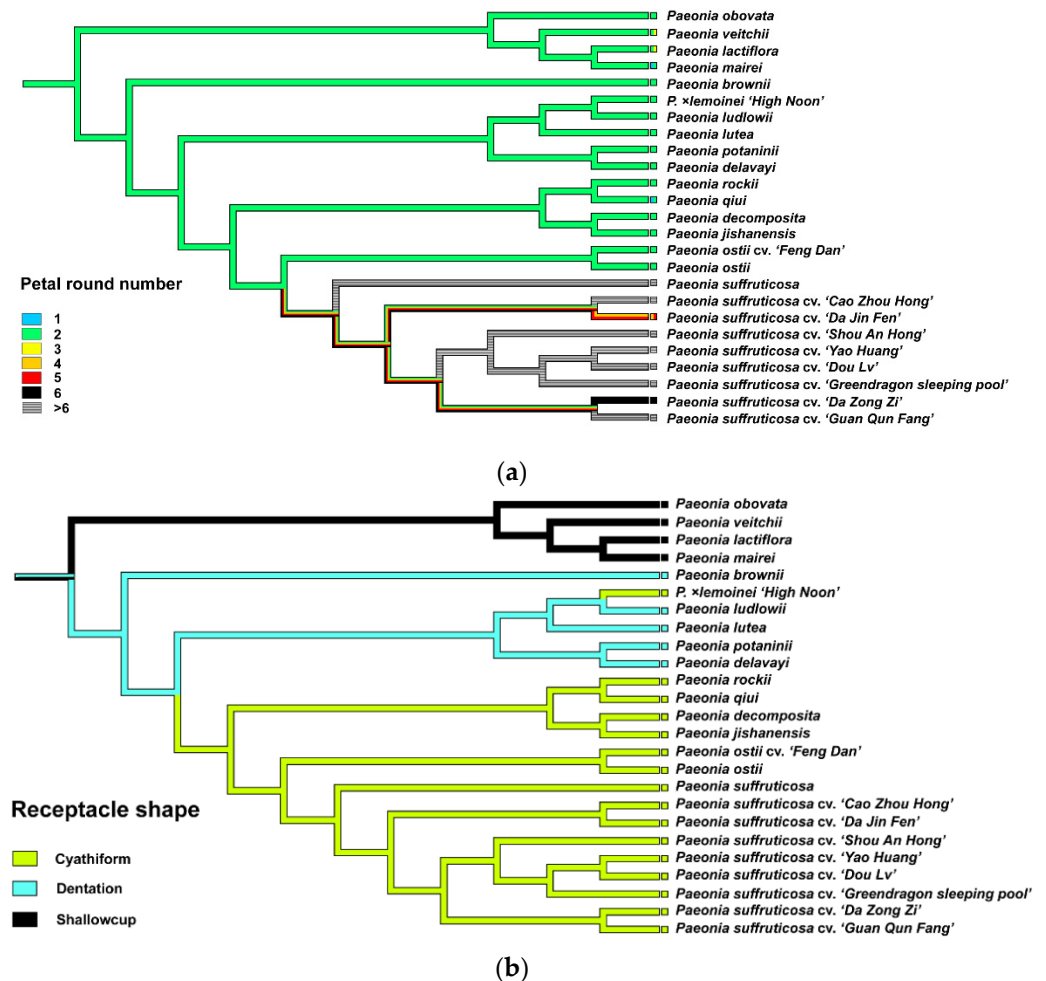 Paeonia obovata
Paeonia veitchii
Paeonia lactiflora
Paeonia mairei
Paeonia brownii
P. ×lemoinei ‘High Noon’
Paeonia ludlowii
Paeonia lutea
Paeonia potaninii
Paeonia delavayi
Paeonia rockii
Paeonia qiui
Paeonia decomposita
Paeonia jishanensis
Paeonia ostii cv. ‘Feng Dan’
Paeonia ostii
Paeonia suffruticosa
Paeonia suffruticosa cv. ‘Cao Zhou Hong’
Paeonia suffruticosa cv. ‘Da Jin Fen’
Paeonia suffruticosa cv. ‘Shou An Hong’
Paeonia suffruticosa cv. ‘Yao Huang’
Paeonia suffruticosa cv. ‘Dou Lv’
Paeonia suffruticosa cv. ‘Greendragon sleeping pool’
Paeonia suffruticosa cv. ‘Da Zong Zi’
Paeonia suffruticosa cv. ‘Guan Qun Fang’
Petal round number
1
2
3
4
5
6
>6
(a)
Paeonia obovata
Paeonia veitchii
Paeonia lactiflora
Paeonia mairei
Paeonia brownii
P. ×lemoinei ‘High Noon’
Paeonia ludlowii
Paeonia lutea
Paeonia potaninii
Paeonia delavayi
Paeonia rockii
Paeonia qiui
Paeonia decomposita
Paeonia jishanensis
Paeonia ostii cv. ‘Feng Dan’
Paeonia ostii
Paeonia suffruticosa
Paeonia suffruticosa cv. ‘Cao Zhou Hong’
Paeonia suffruticosa cv. ‘Da Jin Fen’
Paeonia suffruticosa cv. ‘Shou An Hong’
Paeonia suffruticosa cv. ‘Yao Huang’
Paeonia suffruticosa cv. ‘Dou Lv’
Paeonia suffruticosa cv. ‘Greendragon sleeping pool’
Paeonia suffruticosa cv. ‘Da Zong Zi’
Paeonia suffruticosa cv. ‘Guan Qun Fang’
Receptacle shape
Cyathiform
Dentation
Shallowcup
(b)